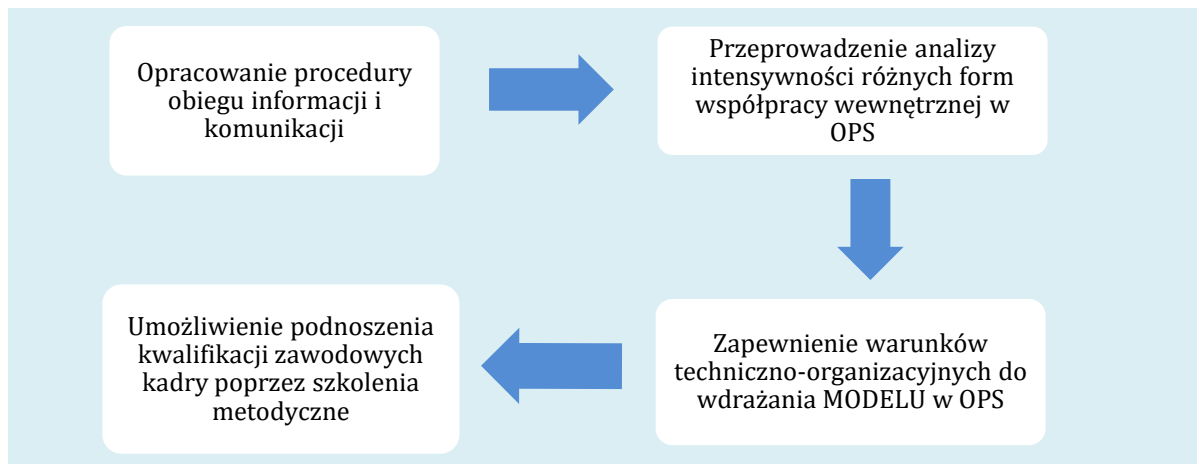 Opracowanie procedury
obiegu informacji i
komunikacji
Przeprowadzenie analizy
intensywności różnych form
współpracy wewnętrznej w
OPS
Zapewnienie warunków
techniczno-organizacyjnych do
wdrażania MODELU w OPS
Umożliwienie podnoszenia
kwalifikacji zawodowych
kadry poprzez szkolenia
metodyczne